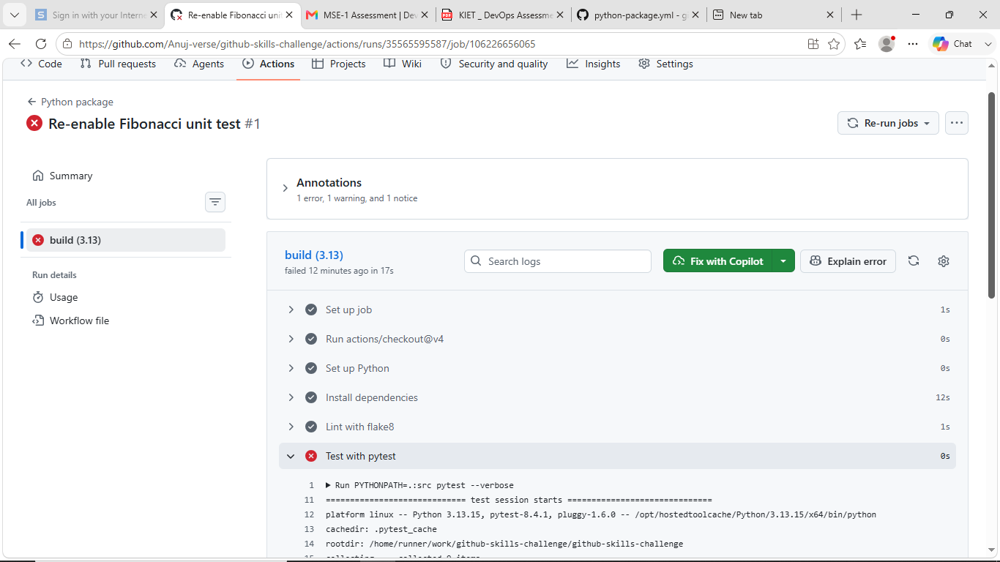 Sign in with your Interne
Re-enable Fibonacci unit
MSE-1 Assessment | Dev
KIET _ DevOps Assessme
python-package.yml - gi
New tab
https://github.com/Anuj-verse/github-skills-challenge/actions/runs/35565595587/job/106226656065
Chat
Code
Pull requests
Agents
Actions
Projects
Wiki
Security and quality
Insights
Settings
Python package
Re-enable Fibonacci unit test #1
Re-run jobs
Summary
All jobs
build (3.13)
Run details
Usage
Workflow file
Annotations
1 error, 1 warning, and 1 notice
build (3.13)
failed 12 minutes ago in 17s
Search logs
Fix with Copilot
Explain error
Set up job 1s
Run actions/checkout@v4 0s
Set up Python 0s
Install dependencies 12s
Lint with flake8 1s
Test with pytest 0s
1 Run PYTHONPATH=.:src pytest --verbose
11 ============================ test session starts ==============================
12 platform linux -- Python 3.13.15, pytest-8.4.1, pluggy-1.6.0 -- /opt/hostedtoolcache/Python/3.13.15/x64/bin/python
13 cachedir: .pytest_cache
14 rootdir: /home/runner/work/github-skills-challenge/github-skills-challenge